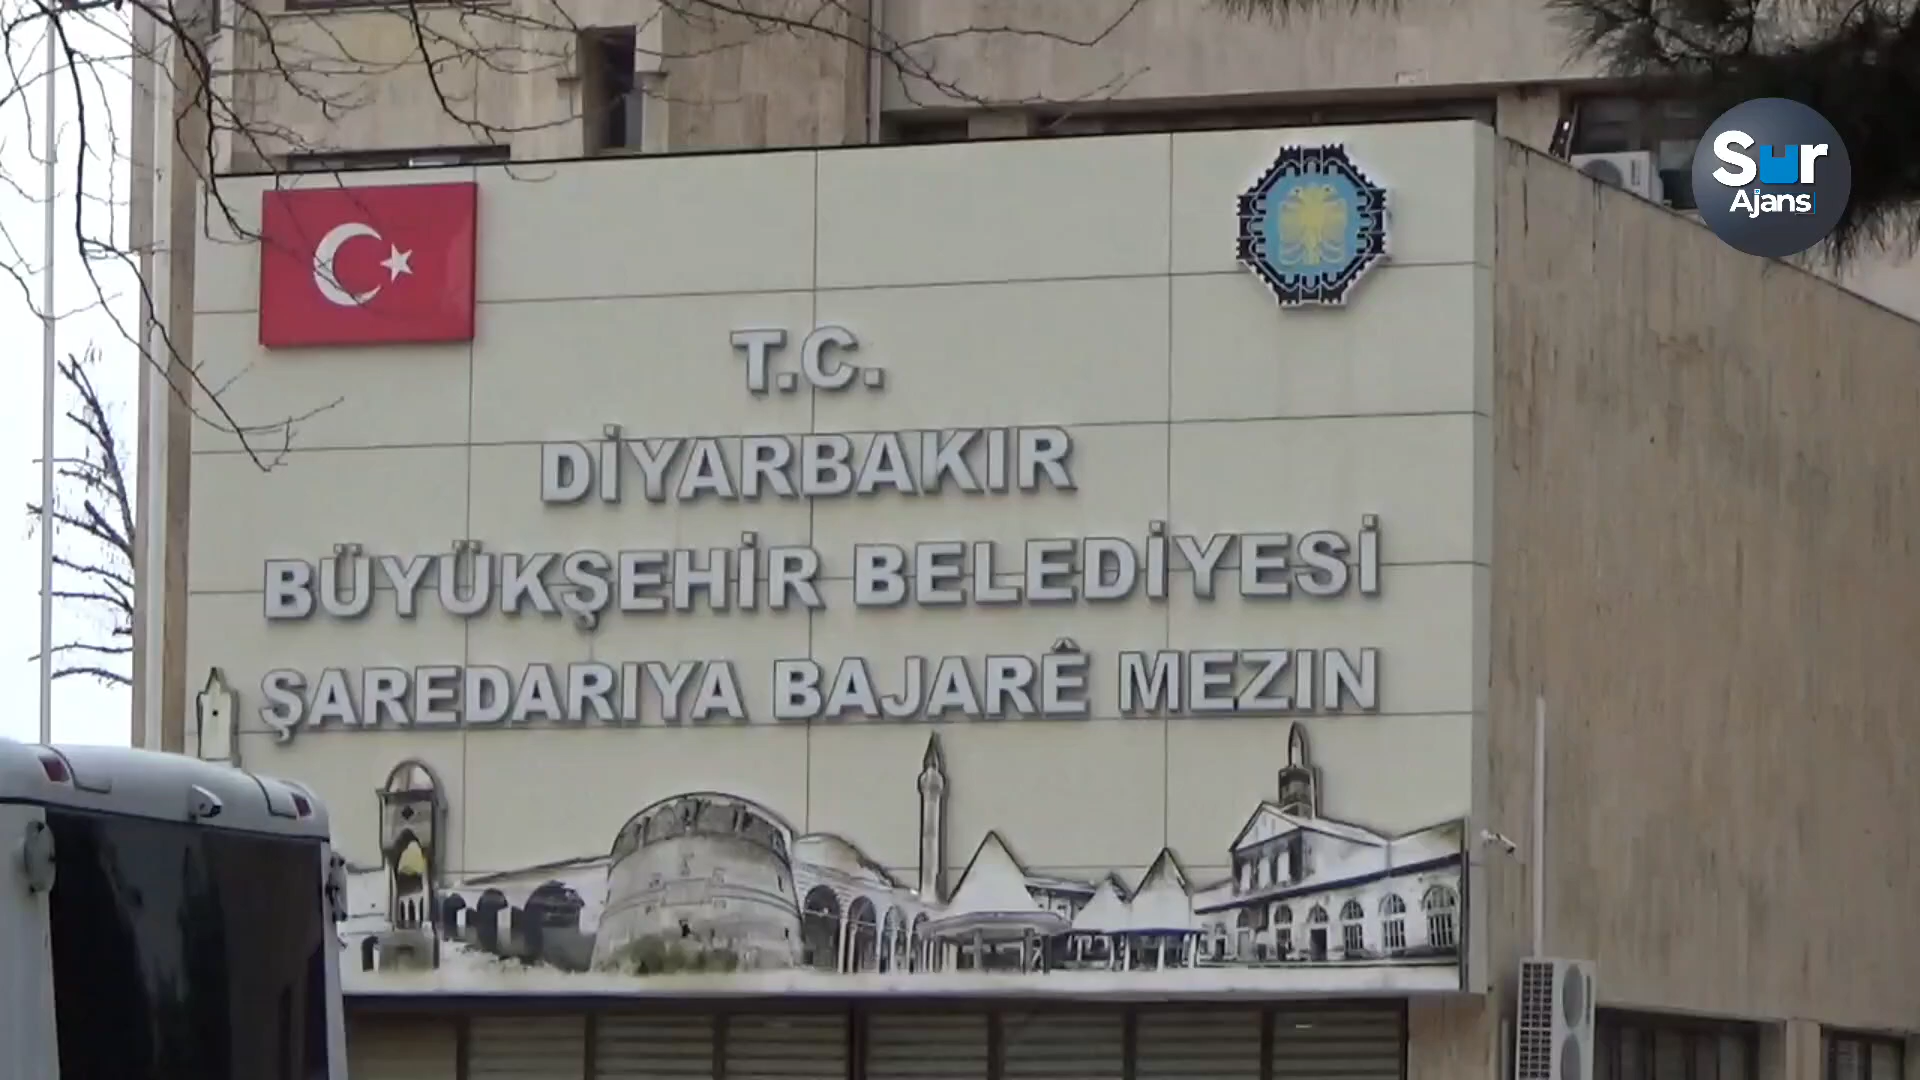 Sur
Ajans
T.C.
DİYARBAKIR
BÜYÜKŞEHİR BELEDİYESİ
ŞAREDARIYA BAJARÊ MEZIN